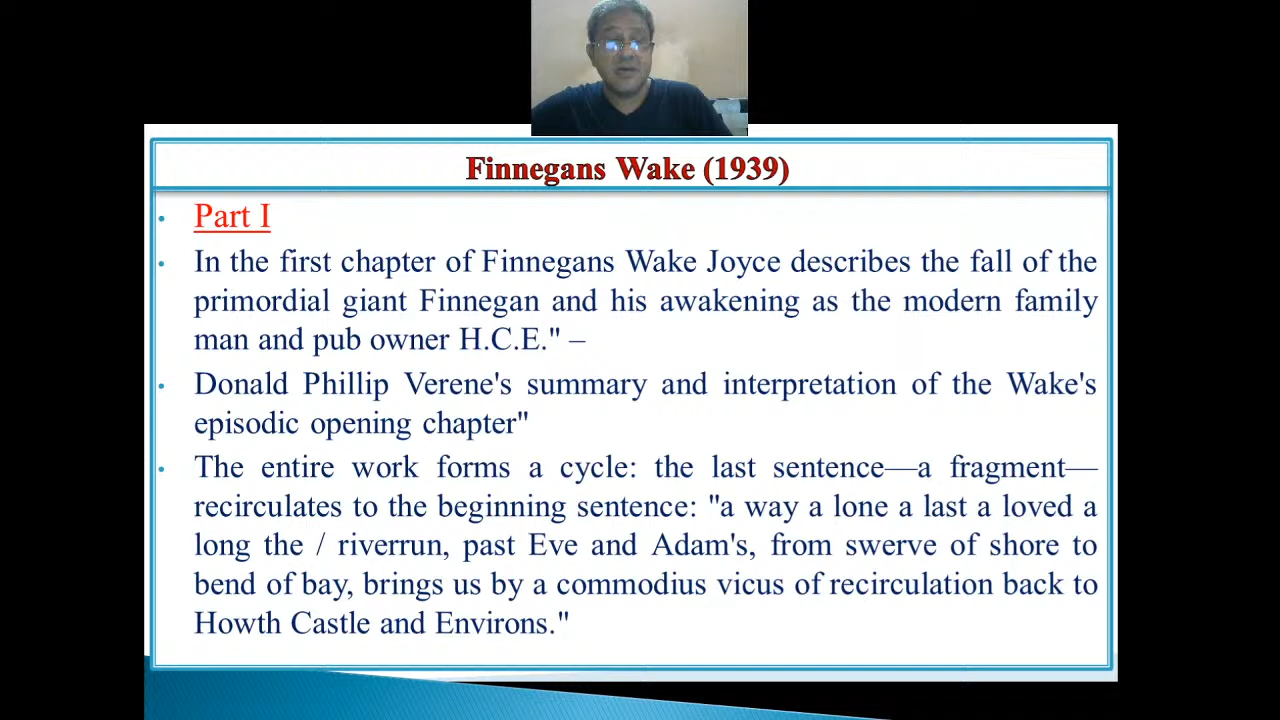 Finnegans Wake (1939)
• Part I
• In the first chapter of Finnegans Wake Joyce describes the fall of the
primordial giant Finnegan and his awakening as the modern family
man and pub owner H.C.E." –
• Donald Phillip Verene's summary and interpretation of the Wake's
episodic opening chapter"
• The entire work forms a cycle: the last sentence—a fragment—
recirculates to the beginning sentence: "a way a lone a last a loved a
long the / riverrun, past Eve and Adam's, from swerve of shore to
bend of bay, brings us by a commodius vicus of recirculation back to
Howth Castle and Environs."